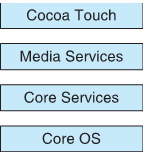 Cocoa Touch
Media Services
Core Services
Core OS